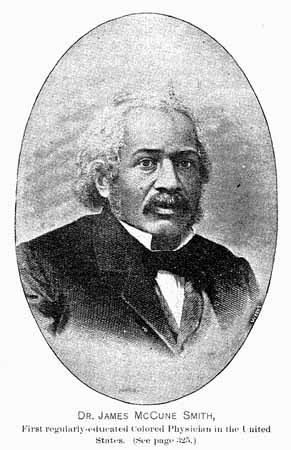 DR. JAMES MCCUNE SMITH,
First regularly-educated Colored Physician in the United
States. (See page 325.)